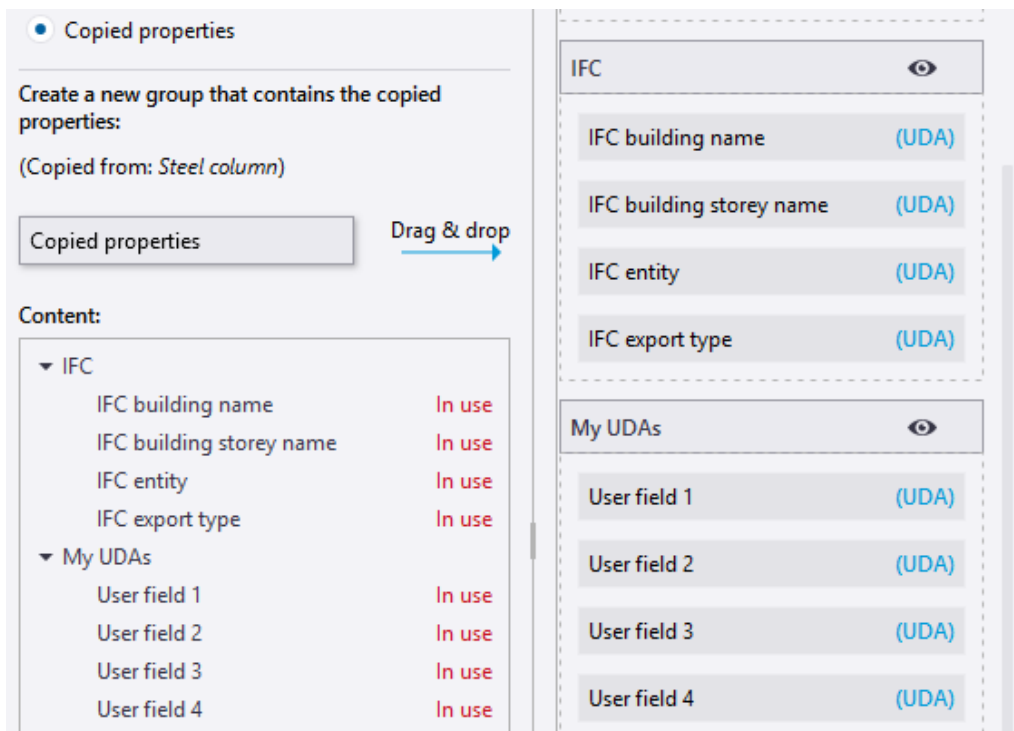 Copied properties
Create a new group that contains the copied
properties:
(Copied from: Steel column)
Copied properties
Drag & drop
Content:
IFC
IFC building name In use
IFC building storey name In use
IFC entity In use
IFC export type In use
My UDAs
User field 1 In use
User field 2 In use
User field 3 In use
User field 4 In use
IFC
IFC building name (UDA)
IFC building storey name (UDA)
IFC entity (UDA)
IFC export type (UDA)
My UDAs
User field 1 (UDA)
User field 2 (UDA)
User field 3 (UDA)
User field 4 (UDA)